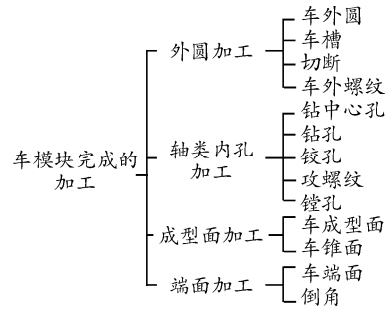 车模块完成的
加工
外圆加工
车外圆
车槽
切断
车外螺纹
轴类内孔
加工
钻中心孔
钻孔
铰孔
攻螺纹
镗孔
成型面加工
车成型面
车锥面
端面加工
车端面
倒角